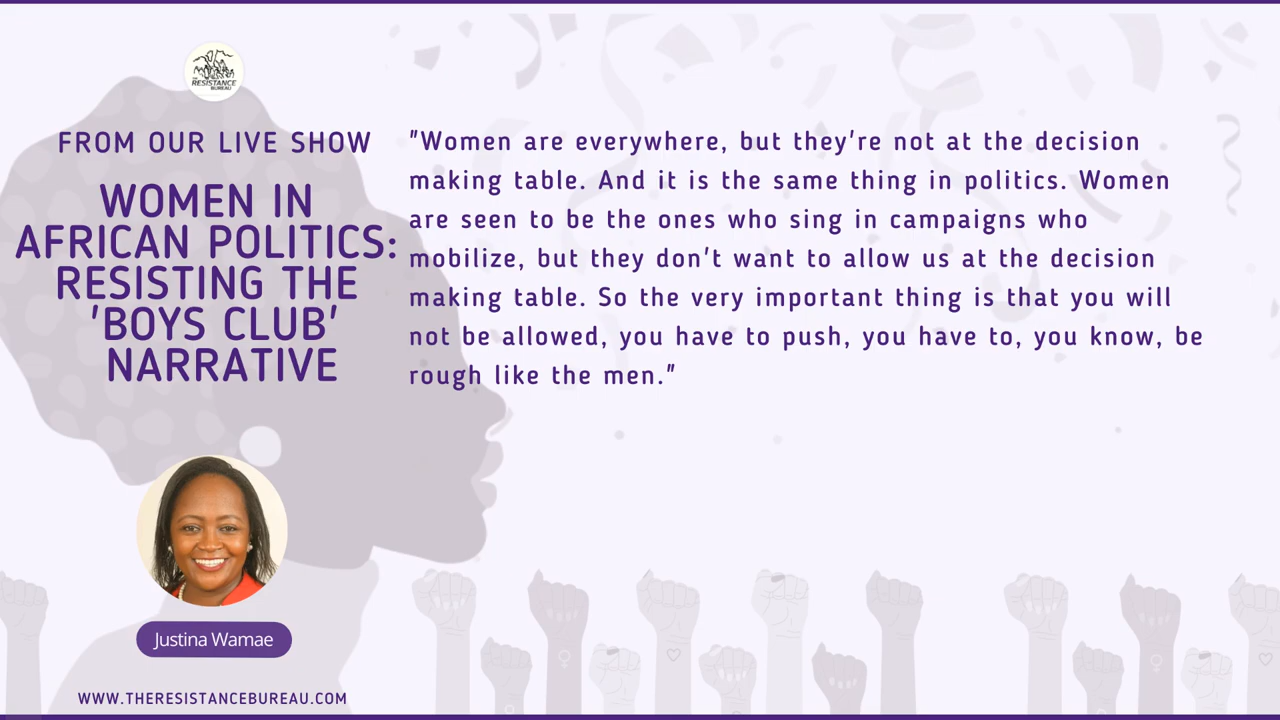 THE
RESISTANCE
BUREAU
FROM OUR LIVE SHOW
WOMEN IN
AFRICAN POLITICS:
RESISTING THE
'BOYS CLUB'
NARRATIVE
"Women are everywhere, but they're not at the decision
making table. And it is the same thing in politics. Women
are seen to be the ones who sing in campaigns who
mobilize, but they don't want to allow us at the decision
making table. So the very important thing is that you will
not be allowed, you have to push, you have to, you know, be
rough like the men."
Justina Wamae
WWW.THERESISTANCEBUREAU.COM